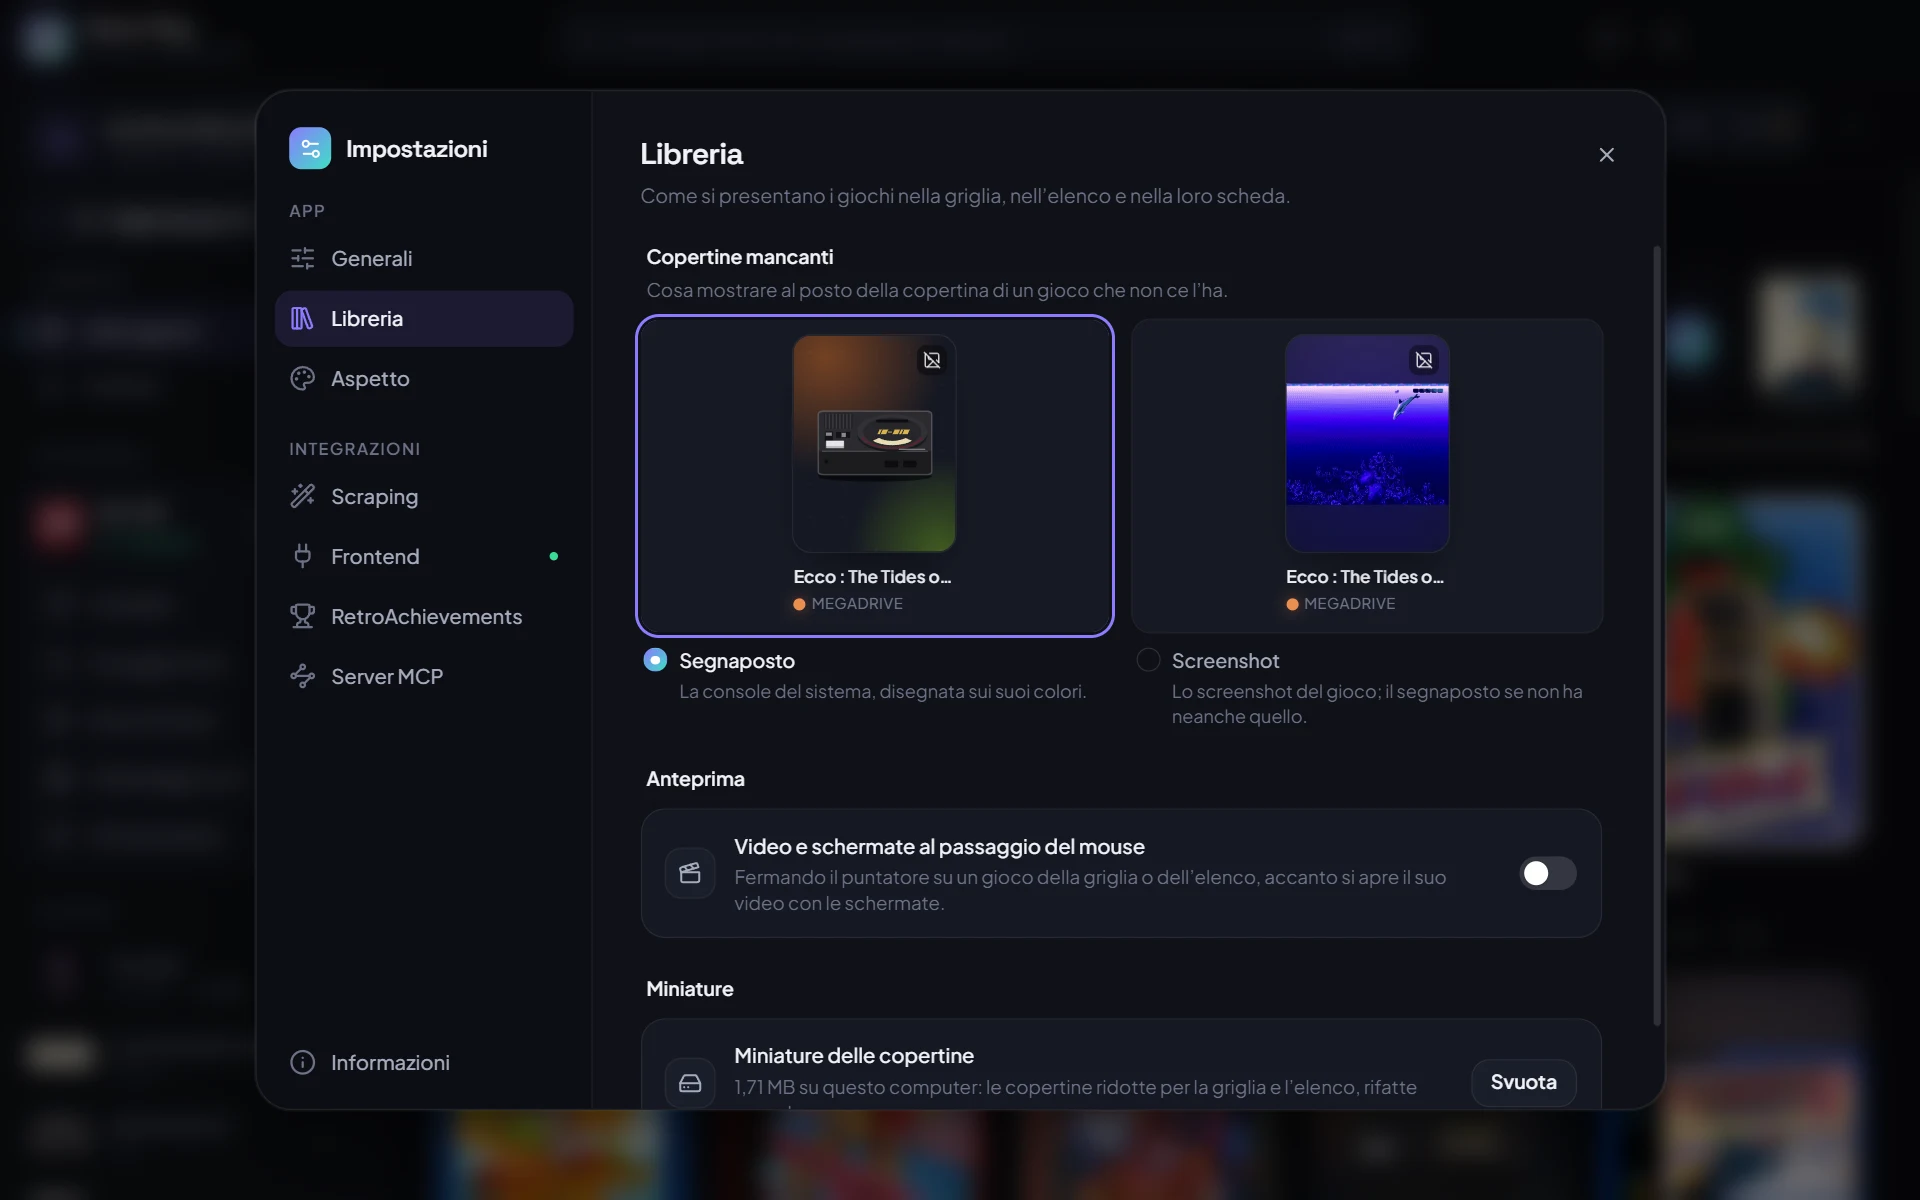 Impostazioni
APP
Generali
Libreria
Aspetto
INTEGRAZIONI
Scraping
Frontend
RetroAchievements
Server MCP
Informazioni
Libreria
Come si presentano i giochi nella griglia, nell'elenco e nella loro scheda.
Copertine mancanti
Cosa mostrare al posto della copertina di un gioco che non ce l'ha.
Ecco : The Tides o...
MEGADRIVE
Segnaposto
La console del sistema, disegnata sui suoi colori.
Ecco : The Tides o...
MEGADRIVE
Screenshot
Lo screenshot del gioco; il segnaposto se non ha
neanche quello.
Anteprima
Video e schermate al passaggio del mouse
Fermando il puntatore su un gioco della griglia o dell'elenco, accanto si apre il suo
video con le schermate.
Miniature
Miniature delle copertine
1,71 MB su questo computer: le copertine ridotte per la griglia e l'elenco, rifatte
Svuota